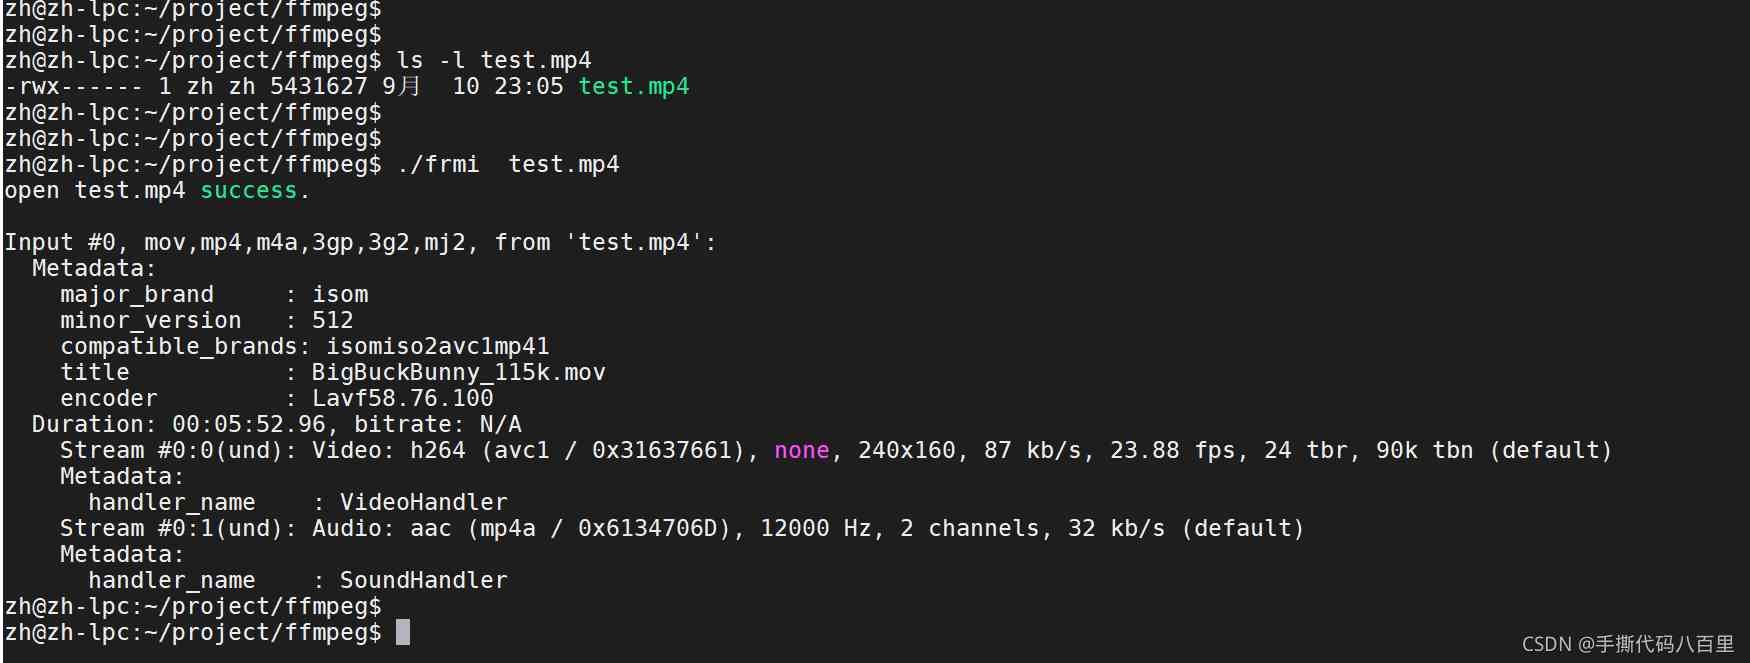 zh@zh-lpc:~/project/ffmpeg$
zh@zh-lpc:~/project/ffmpeg$
zh@zh-lpc:~/project/ffmpeg$ ls -l test.mp4
-rwx------ 1 zh zh 5431627 9月  10 23:05 test.mp4
zh@zh-lpc:~/project/ffmpeg$
zh@zh-lpc:~/project/ffmpeg$
zh@zh-lpc:~/project/ffmpeg$ ./frmi  test.mp4
open test.mp4 success.
Input #0, mov,mp4,m4a,3gp,3g2,mj2, from 'test.mp4':
  Metadata:
    major_brand     : isom
    minor_version   : 512
    compatible_brands: isomiso2avc1mp41
    title           : BigBuckBunny_115k.mov
    encoder         : Lavf58.76.100
  Duration: 00:05:52.96, bitrate: N/A
    Stream #0:0(und): Video: h264 (avc1 / 0x31637661), none, 240x160, 87 kb/s, 23.88 fps, 24 tbr, 90k tbn (default)
    Metadata:
      handler_name    : VideoHandler
    Stream #0:1(und): Audio: aac (mp4a / 0x6134706D), 12000 Hz, 2 channels, 32 kb/s (default)
    Metadata:
      handler_name    : SoundHandler
zh@zh-lpc:~/project/ffmpeg$
zh@zh-lpc:~/project/ffmpeg$
CSDN @手撕代码八百里